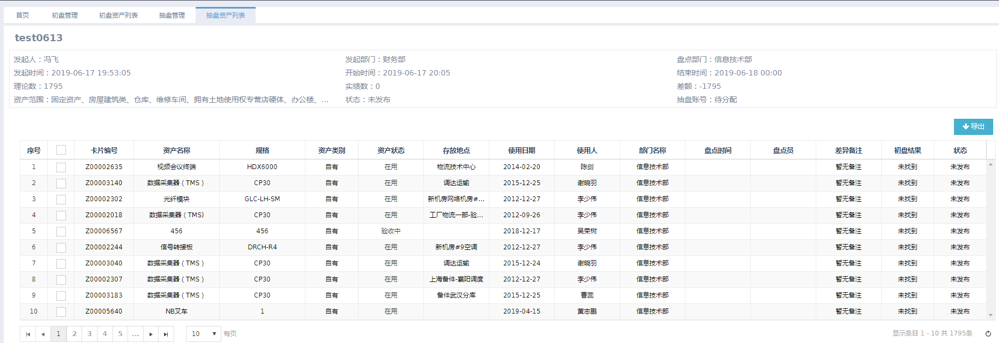 首页 初盘管理 初盘资产列表 抽盘管理 抽盘资产列表
test0613
发起人：冯飞 发起部门：财务部 盘点部门：信息技术部
发起时间：2019-06-17 19:53:05 开始时间：2019-06-17 20:05 结束时间：2019-06-18 00:00
理论数：1795 实绩数：0 差额：-1795
资产范围：固定资产、房屋建筑类、仓库、维修车间、拥有土地使用权专营店硬体、办公楼、... 状态：未发布 抽盘账号：待分配
导出
序号 卡片编号 资产名称 规格 资产类别 资产状态 存放地点 使用日期 使用人 部门名称 盘点时间 盘点员 差异备注 初盘结果 状态
1 Z00002635 视频会议终端 HDX6000 自有 在用 物流技术中心 2014-02-20 陈剑 信息技术部 暂无备注 未找到 未发布
2 Z00003140 数据采集器（TMS） CP30 自有 在用 调达运输 2015-12-25 谢晓羽 信息技术部 暂无备注 未找到 未发布
3 Z00002302 光纤模块 GLC-LH-SM 自有 在用 新机房网络机房#... 2012-12-27 李少伟 信息技术部 暂无备注 未找到 未发布
4 Z00002018 数据采集器（TMS) CP30 自有 在用 工厂物流一部-验... 2012-09-26 李少伟 信息技术部 暂无备注 未找到 未发布
5 Z00006567 456 456 自有 验收中 2018-12-17 吴荣树 信息技术部 暂无备注 未找到 未发布
6 Z00002244 信号转接板 DRCH-R4 自有 在用 新机房#9空调 2012-12-27 李少伟 信息技术部 暂无备注 未找到 未发布
7 Z00003040 数据采集器（TMS） CP30 自有 在用 调达运输 2015-12-24 谢晓羽 信息技术部 暂无备注 未找到 未发布
8 Z00002307 数据采集器（TMS） CP30 自有 在用 上海备件-襄阳调度 2012-12-27 李少伟 信息技术部 暂无备注 未找到 未发布
9 Z00003183 数据采集器（TMS） CP30 自有 在用 备件武汉分库 2015-12-25 曹蕊 信息技术部 暂无备注 未找到 未发布
10 Z00005640 NB叉车 1 自有 在用 2019-04-15 黄志鹏 信息技术部 暂无备注 未找到 未发布
1 2 3 4 5 ... 10 每页 显示条目 1 - 10 共 1795条